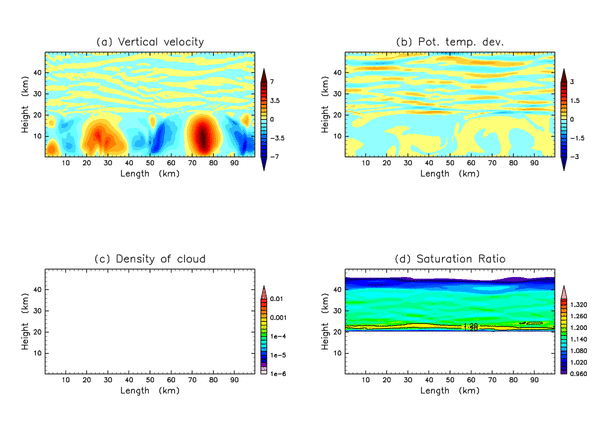 (a) Vertical velocity
Height (km)
40
30
20
10
10 20 30 40 50 60 70 80 90
Length (km)
7
3.5
0
-3.5
-7
(b) Pot. temp. dev.
Height (km)
40
30
20
10
10 20 30 40 50 60 70 80 90
Length (km)
3
1.5
0
-1.5
-3
(c) Density of cloud
Height (km)
40
30
20
10
10 20 30 40 50 60 70 80 90
Length (km)
0.01
0.001
1e-4
1e-5
1e-6
(d) Saturation Ratio
Height (km)
40
30
20
10
10 20 30 40 50 60 70 80 90
Length (km)
1.320
1.260
1.200
1.140
1.080
1.020
0.960